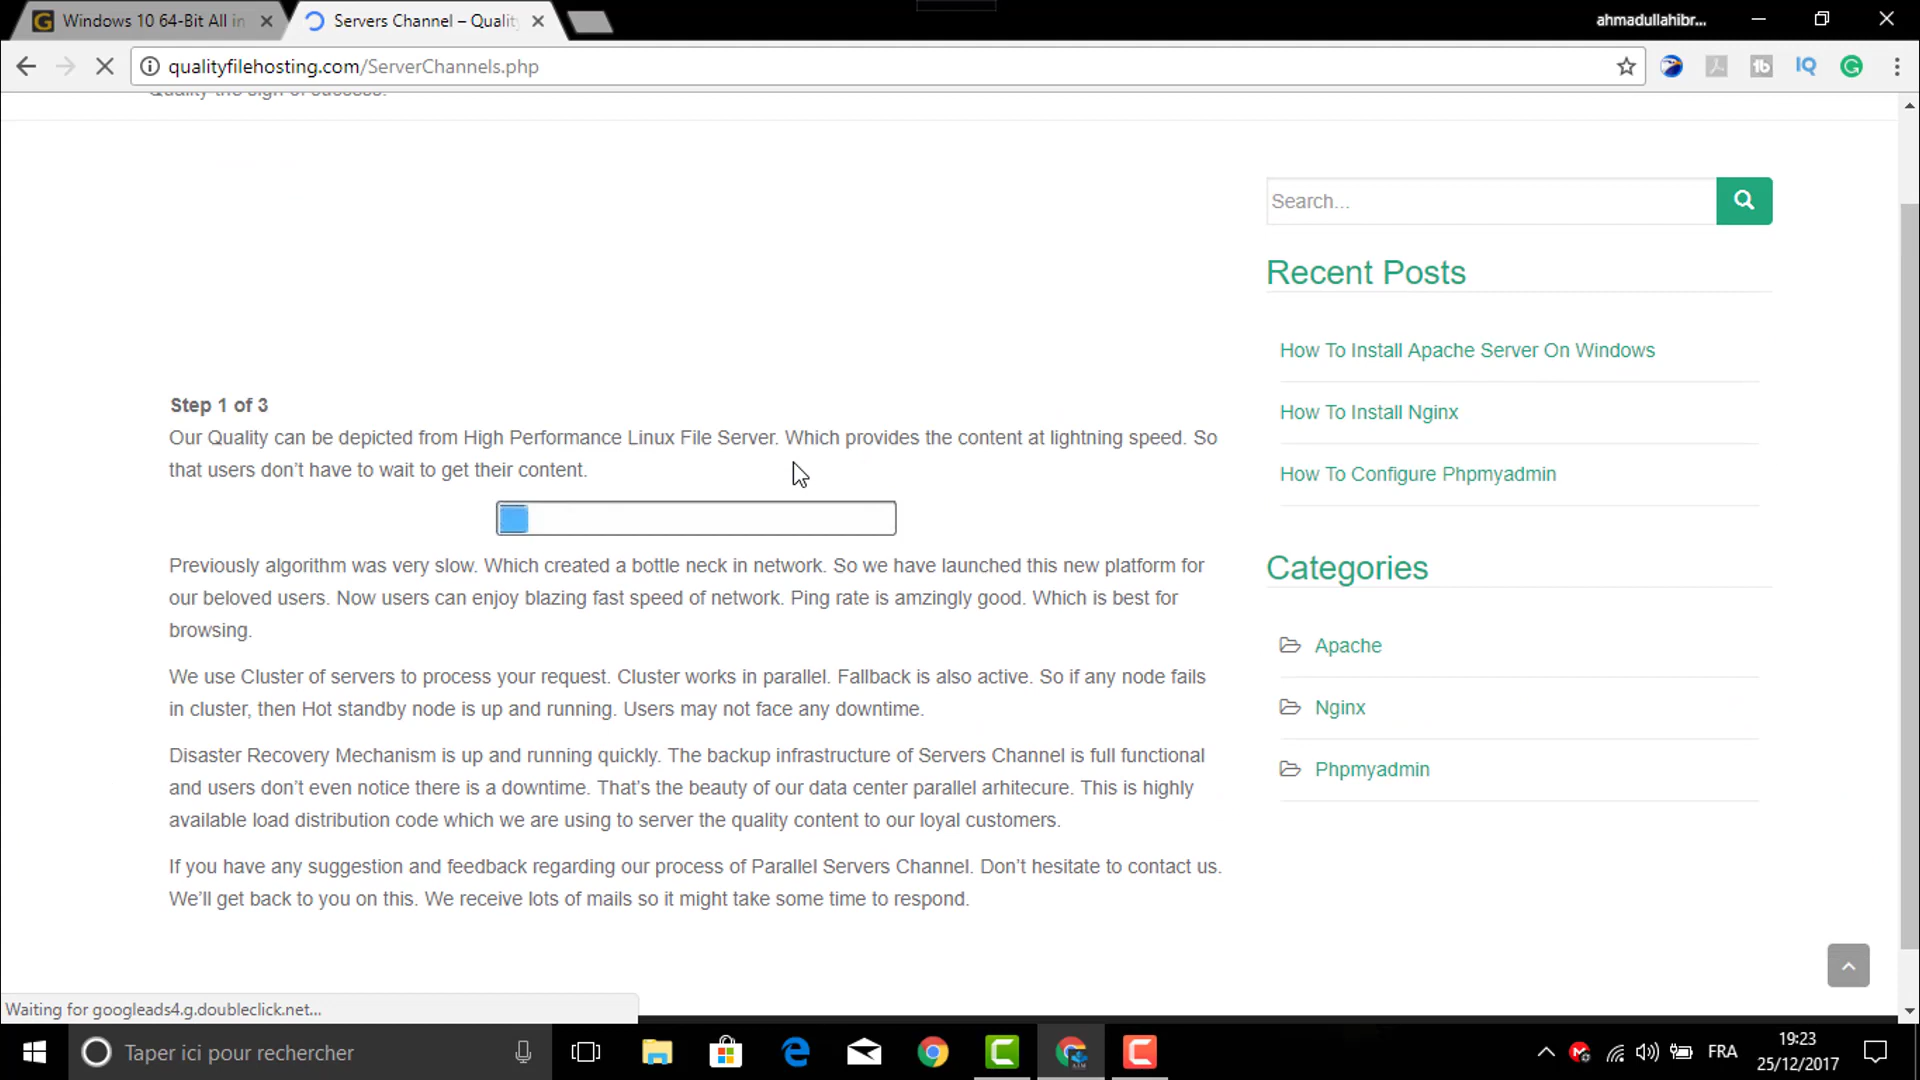 Windows 10 64-Bit All in
Servers Channel – Quality
ahmadullahibr...
qualityfilehosting.com/ServerChannels.php
Quality the sign of success.
Search...
Recent Posts
How To Install Apache Server On Windows
How To Install Nginx
How To Configure Phpmyadmin
Categories
Apache
Nginx
Phpmyadmin
Step 1 of 3
Our Quality can be depicted from High Performance Linux File Server. Which provides the content at lightning speed. So
that users don’t have to wait to get their content.
Previously algorithm was very slow. Which created a bottle neck in network. So we have launched this new platform for
our beloved users. Now users can enjoy blazing fast speed of network. Ping rate is amzingly good. Which is best for
browsing.
We use Cluster of servers to process your request. Cluster works in parallel. Fallback is also active. So if any node fails
in cluster, then Hot standby node is up and running. Users may not face any downtime.
Disaster Recovery Mechanism is up and running quickly. The backup infrastructure of Servers Channel is full functional
and users don’t even notice there is a downtime. That’s the beauty of our data center parallel arhitecure. This is highly
available load distribution code which we are using to server the quality content to our loyal customers.
If you have any suggestion and feedback regarding our process of Parallel Servers Channel. Don’t hesitate to contact us.
We’ll get back to you on this. We receive lots of mails so it might take some time to respond.
Waiting for googleads4.g.doubleclick.net...
Taper ici pour rechercher
FRA
19:23
25/12/2017